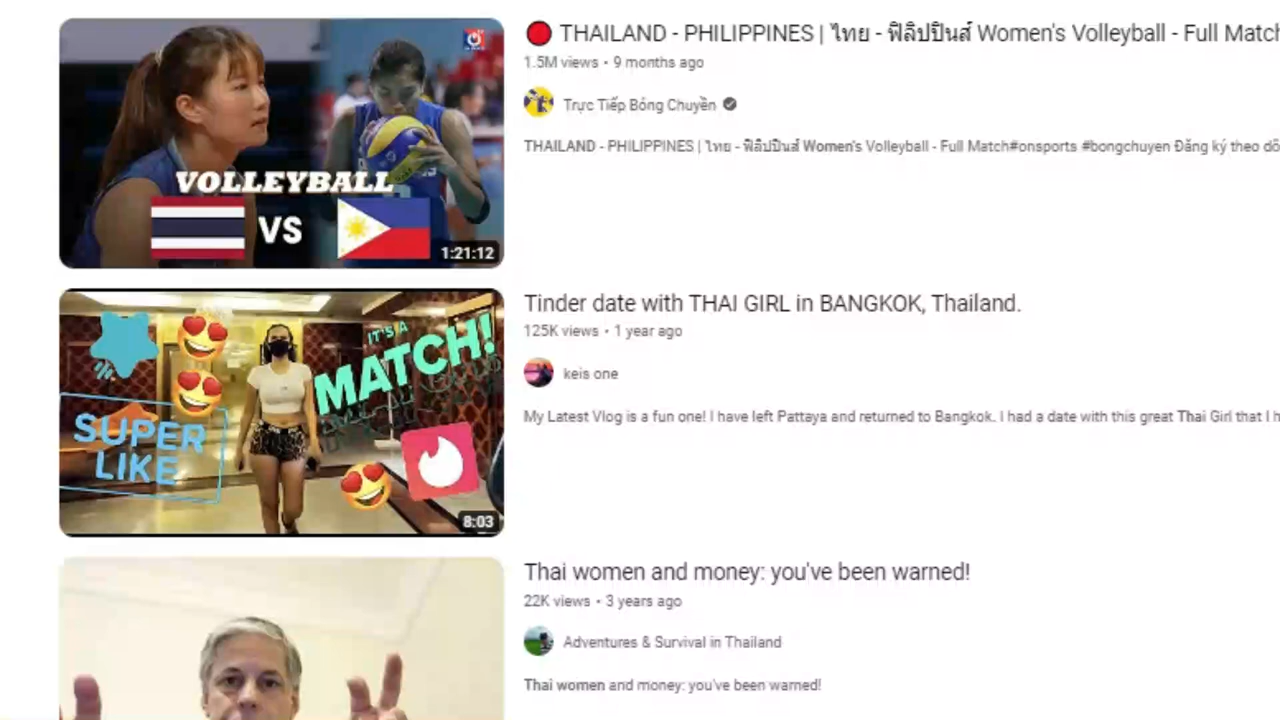 🔴 THAILAND - PHILIPPINES | ไทย - ฟิลิปปินส์ Women's Volleyball - Full Match
1.5M views • 9 months ago
Trực Tiếp Bóng Chuyền
THAILAND - PHILIPPINES | ไทย - ฟิลิปปินส์ Women's Volleyball - Full Match#onsports #bongchuyen Đăng ký theo
VOLLEYBALL
VS
1:21:12
Tinder date with THAI GIRL in BANGKOK, Thailand.
125K views • 1 year ago
keis one
My Latest Vlog is a fun one! I have left Pattaya and returned to Bangkok. I had a date with this great Thai Girl that I
IT'S A
MATCH!
SUPER
LIKE
8:03
Thai women and money: you've been warned!
22K views • 3 years ago
Adventures & Survival in Thailand
Thai women and money: you've been warned!